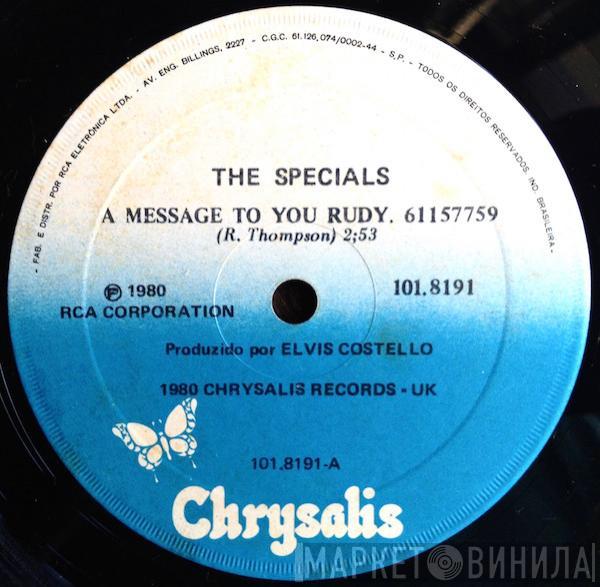 - FAB. E DISTR. POR RCA ELETRÔNICA LTDA. - AV. ENG. BILLINGS, 2227 - C.G.C. 61.126.074/0002-44 - S.P. - TODOS OS DIREITOS RESERVADOS. IND. BRASILEIRA -
THE SPECIALS
A MESSAGE TO YOU RUDY. 61157759
(R. Thompson) 2;53
Ⓟ 1980
RCA CORPORATION
101.8191
Produzido por ELVIS COSTELLO
1980 CHRYSALIS RECORDS - UK
101.8191-A
Chrysalis
МАРКЕТ ВИНИЛА